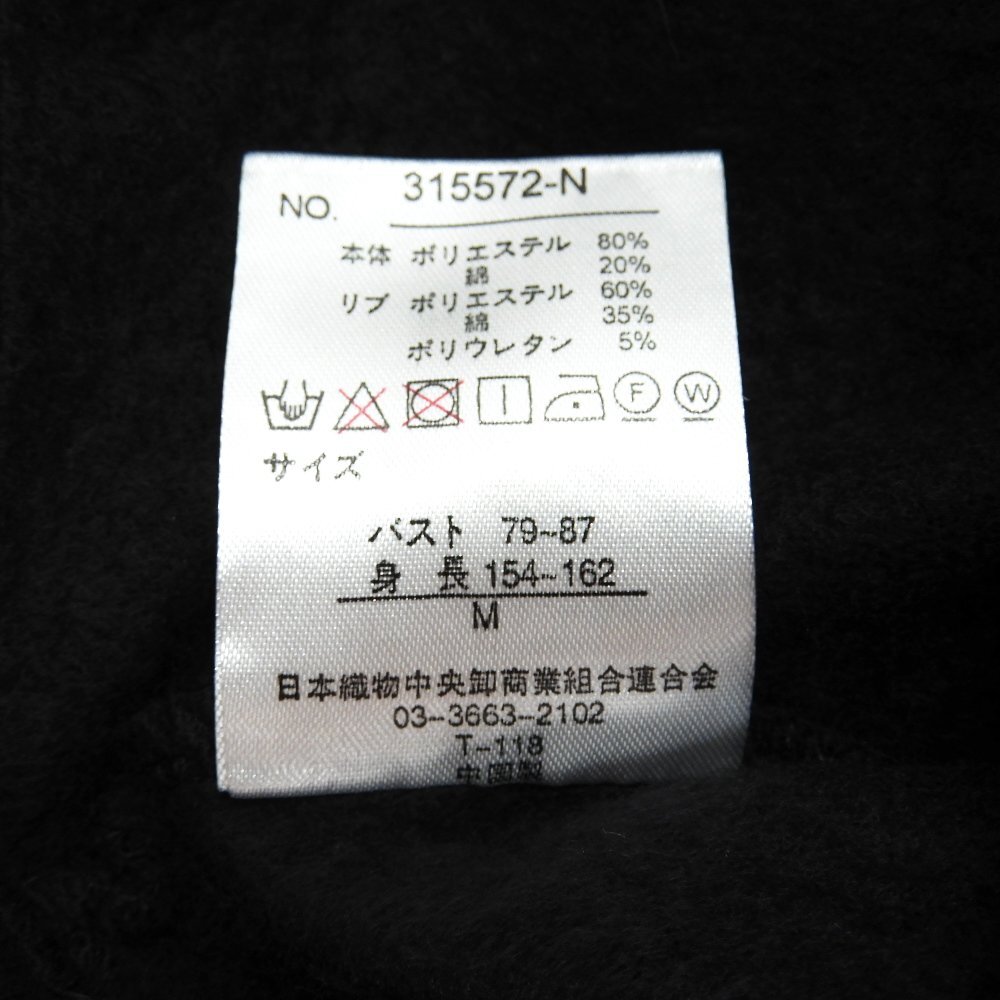 NO. 315572-N
本体 ポリエステル 80%
綿 20%
リブ ポリエステル 60%
綿 35%
ポリウレタン 5%
F W
サイズ
バスト 79~87
身 長 154~162
M
日本織物中央卸商業組合連合会
03-3663-2102
T-118
中国製